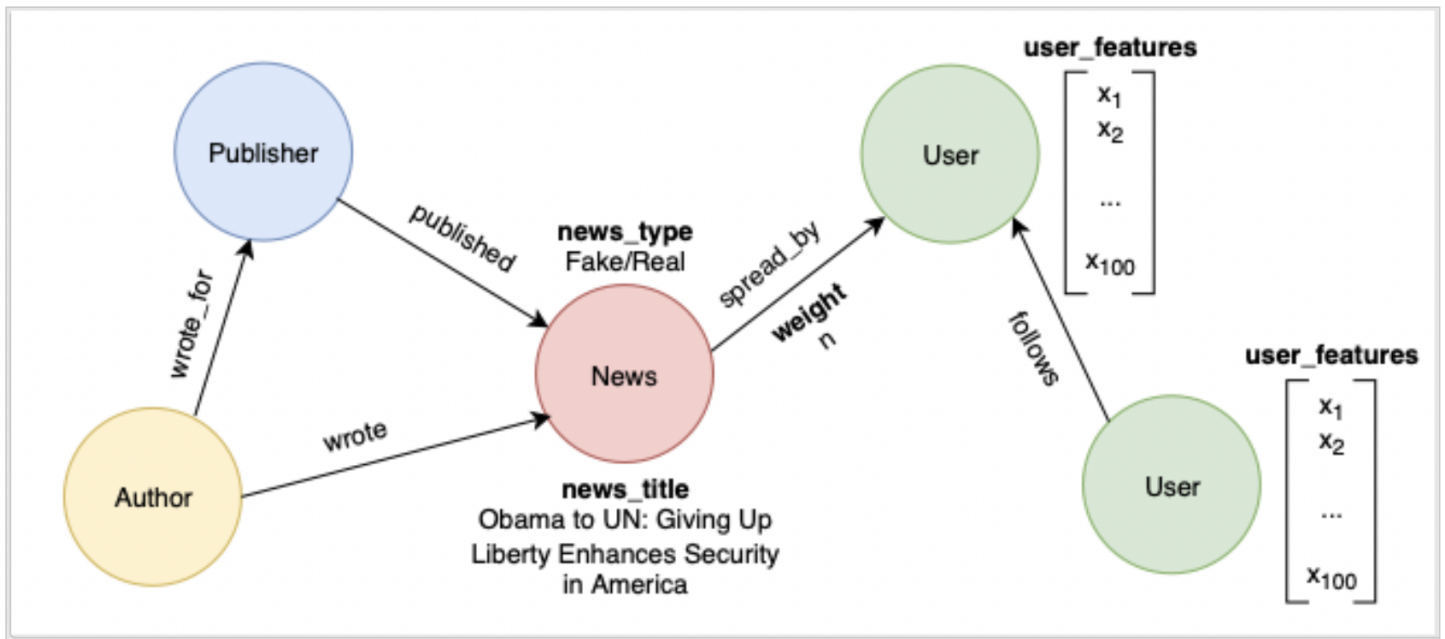 user_features
x1
x2
...
x100
Publisher
User
published
news_type
Fake/Real
spread_by
weight
n
wrote_for
follows
user_features
x1
x2
...
x100
News
wrote
Author
news_title
Obama to UN: Giving Up
Liberty Enhances Security
in America
User